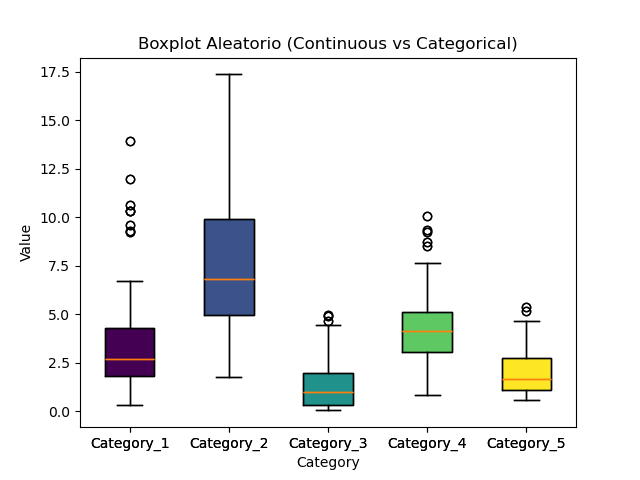 Boxplot Aleatorio (Continuous vs Categorical)
17.5
15.0
12.5
10.0
7.5
5.0
2.5
0.0
Value
Category_1 Category_2 Category_3 Category_4 Category_5
Category